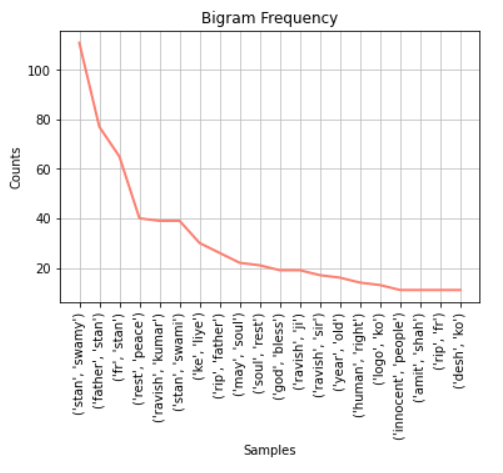 Bigram Frequency
100
80
60
40
20
Counts
('stan', 'swamy')
('father', 'stan')
('fr', 'stan')
('rest', 'peace')
('ravish', 'kumar')
('stan', 'swami')
('ke', 'liye')
('rip', 'father')
('may', 'soul')
('soul', 'rest')
('god', 'bless')
('ravish', 'ji')
('ravish', 'sir')
('year', 'old')
('human', 'right')
('logo', 'ko')
('innocent', 'people')
('amit', 'shah')
('rip', 'fr')
('desh', 'ko')
Samples